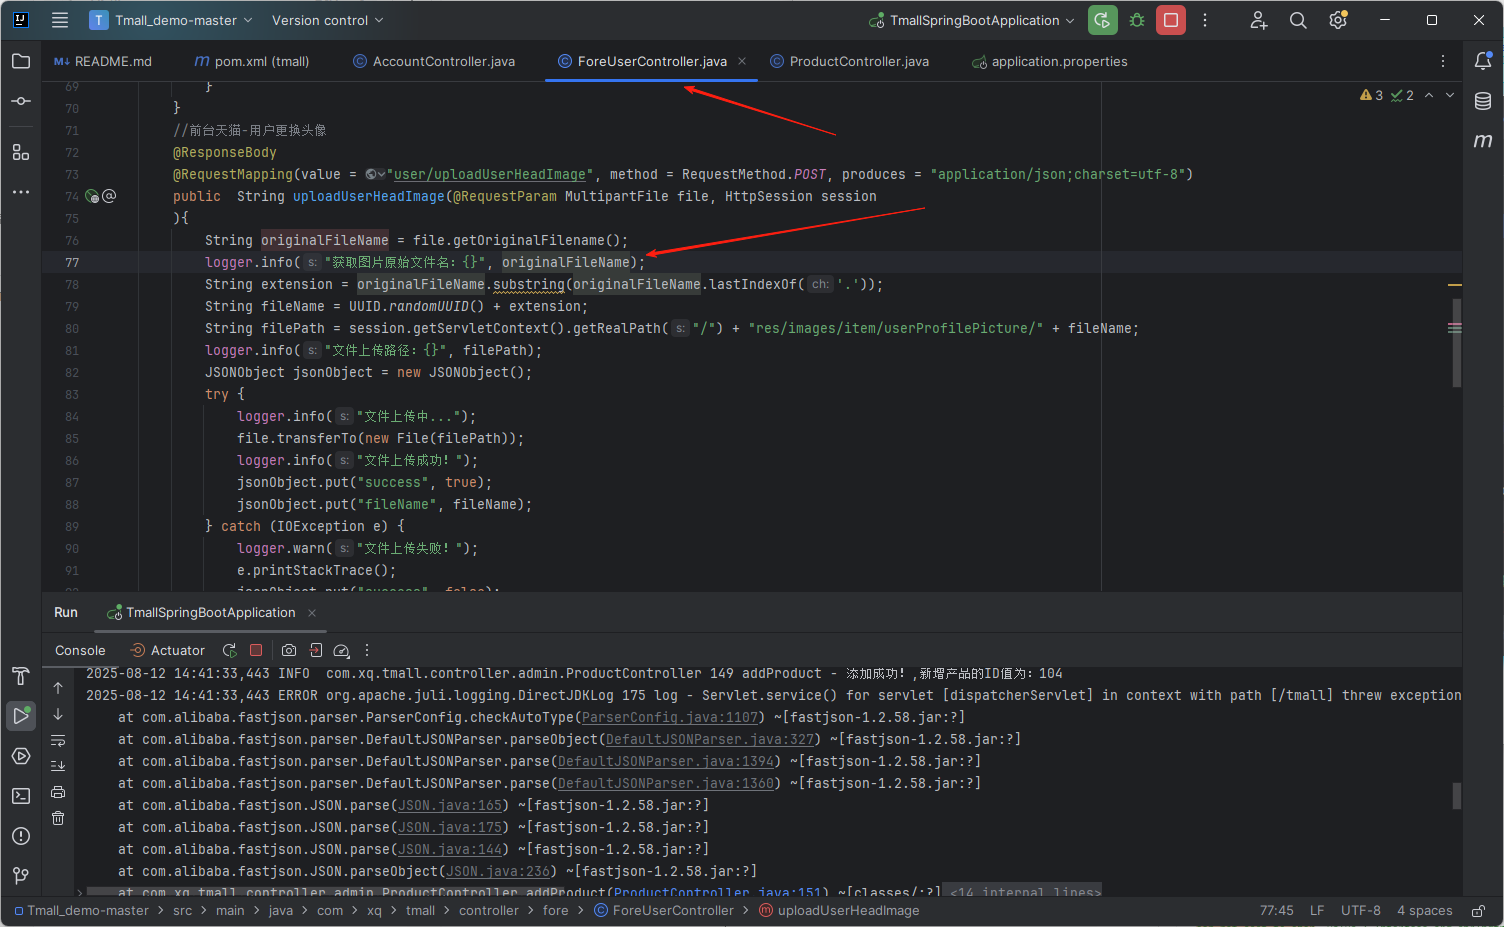 T Tmall_demo-master Version control TmallSpringBootApplication
README.md pom.xml (tmall) AccountController.java ForeUserController.java ProductController.java application.properties
69 }
70 }
71 //前台天猫-用户更换头像
72 @ResponseBody
73 @RequestMapping(value = "user/uploadUserHeadImage", method = RequestMethod.POST, produces = "application/json;charset=utf-8")
74 public String uploadUserHeadImage(@RequestParam MultipartFile file, HttpSession session
75 ){
76 String originalFileName = file.getOriginalFilename();
77 logger.info( s: "获取图片原始文件名：{}", originalFileName);
78 String extension = originalFileName.substring(originalFileName.lastIndexOf( ch: '.'));
79 String fileName = UUID.randomUUID() + extension;
80 String filePath = session.getServletContext().getRealPath( s: "/") + "res/images/item/userProfilePicture/" + fileName;
81 logger.info( s: "文件上传路径：{}", filePath);
82 JSONObject jsonObject = new JSONObject();
83 try {
84 logger.info( s: "文件上传中...");
85 file.transferTo(new File(filePath));
86 logger.info( s: "文件上传成功！");
87 jsonObject.put("success", true);
88 jsonObject.put("fileName", fileName);
89 } catch (IOException e) {
90 logger.warn( s: "文件上传失败！");
91 e.printStackTrace();
jsonObject.put("success", false);
3 2
Run TmallSpringBootApplication
Console Actuator
2025-08-12 14:41:33,443 INFO com.xq.tmall.controller.admin.ProductController 149 addProduct - 添加成功！,新增产品的ID值为：104
2025-08-12 14:41:33,443 ERROR org.apache.juli.logging.DirectJDKLog 175 log - Servlet.service() for servlet [dispatcherServlet] in context with path [/tmall] threw exception
at com.alibaba.fastjson.parser.ParserConfig.checkAutoType(ParserConfig.java:1107) ~[fastjson-1.2.58.jar:?]
at com.alibaba.fastjson.parser.DefaultJSONParser.parseObject(DefaultJSONParser.java:327) ~[fastjson-1.2.58.jar:?]
at com.alibaba.fastjson.parser.DefaultJSONParser.parse(DefaultJSONParser.java:1394) ~[fastjson-1.2.58.jar:?]
at com.alibaba.fastjson.parser.DefaultJSONParser.parse(DefaultJSONParser.java:1360) ~[fastjson-1.2.58.jar:?]
at com.alibaba.fastjson.JSON.parse(JSON.java:165) ~[fastjson-1.2.58.jar:?]
at com.alibaba.fastjson.JSON.parse(JSON.java:175) ~[fastjson-1.2.58.jar:?]
at com.alibaba.fastjson.JSON.parse(JSON.java:144) ~[fastjson-1.2.58.jar:?]
at com.alibaba.fastjson.JSON.parseObject(JSON.java:236) ~[fastjson-1.2.58.jar:?]
at com.xq.tmall.controller.admin.ProductController.addProduct(ProductController.java:151) ~[classes/:?] <14 internal lines>
Tmall_demo-master > src > main > java > com > xq > tmall > controller > fore > ForeUserController > uploadUserHeadImage 77:45 LF UTF-8 4 spaces